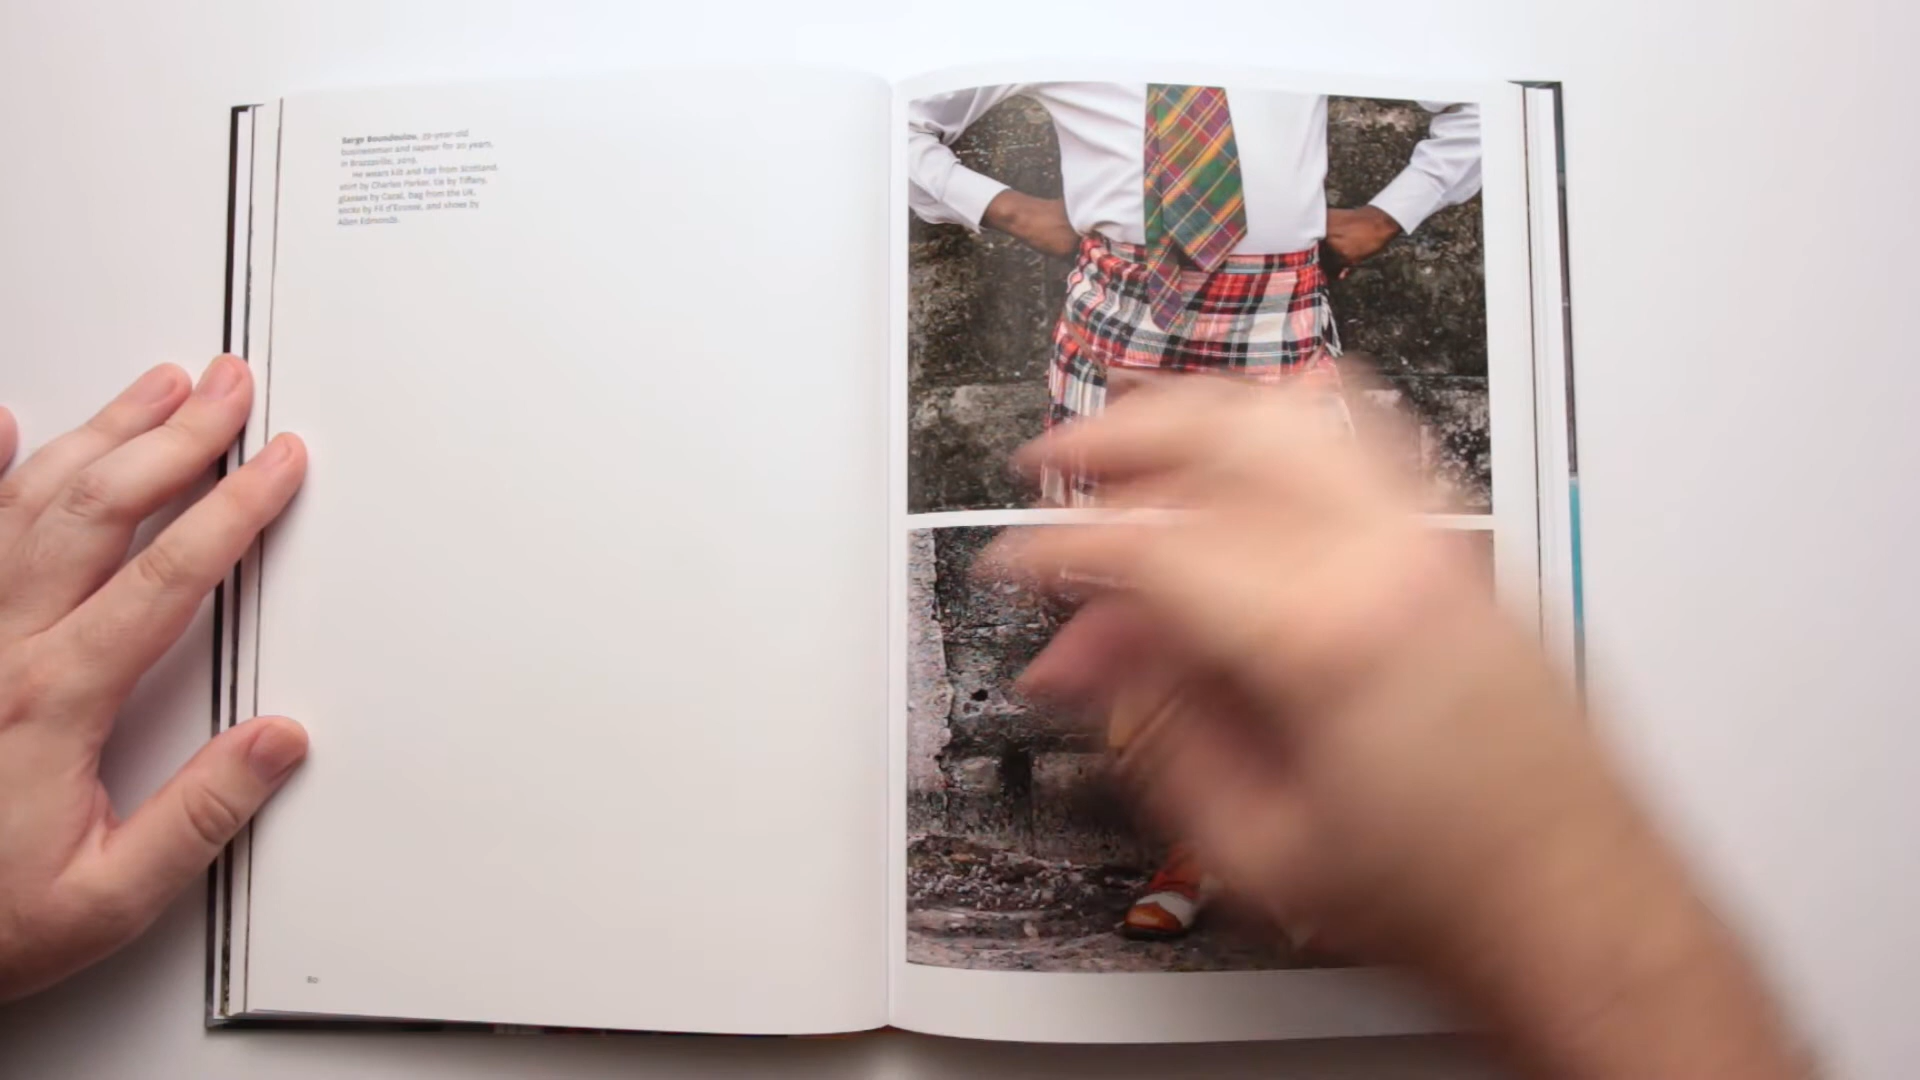 Serge Boundoulou, 39-year-old
businessman and sapeur for 20 years,
in Brazzaville, 2015.
He wears kilt and hat from Scotland,
shirt by Charles Parker, tie by Tiffany,
glasses by Cazal, bag from the UK,
socks by Fil d'Ecosse, and shoes by
Allen Edmonds.
80